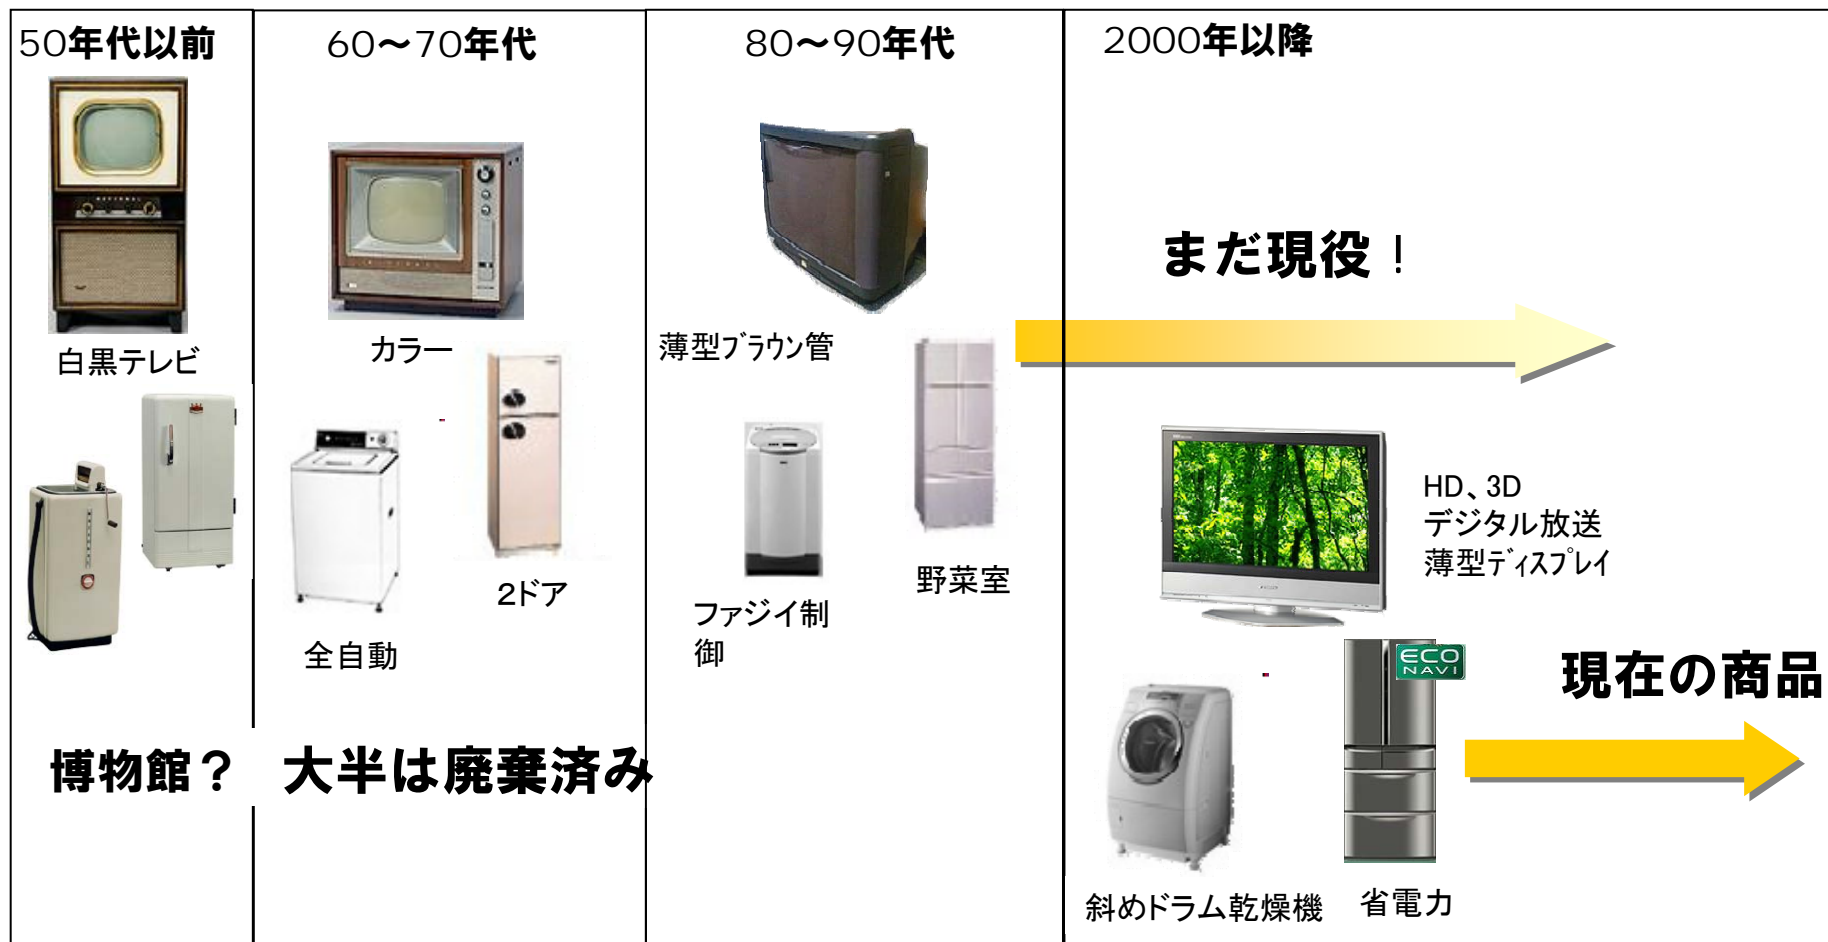 50年代以前
60～70年代
80～90年代
2000年以降
NATIONAL
白黒テレビ
カラー
薄型ブラウン管
まだ現役！
全自動
2ドア
ファジイ制
御
野菜室
HD、3D
デジタル放送
薄型ディスプレイ
ECO
NAVI
現在の商品
博物館？
大半は廃棄済み
斜めドラム乾燥機
省電力